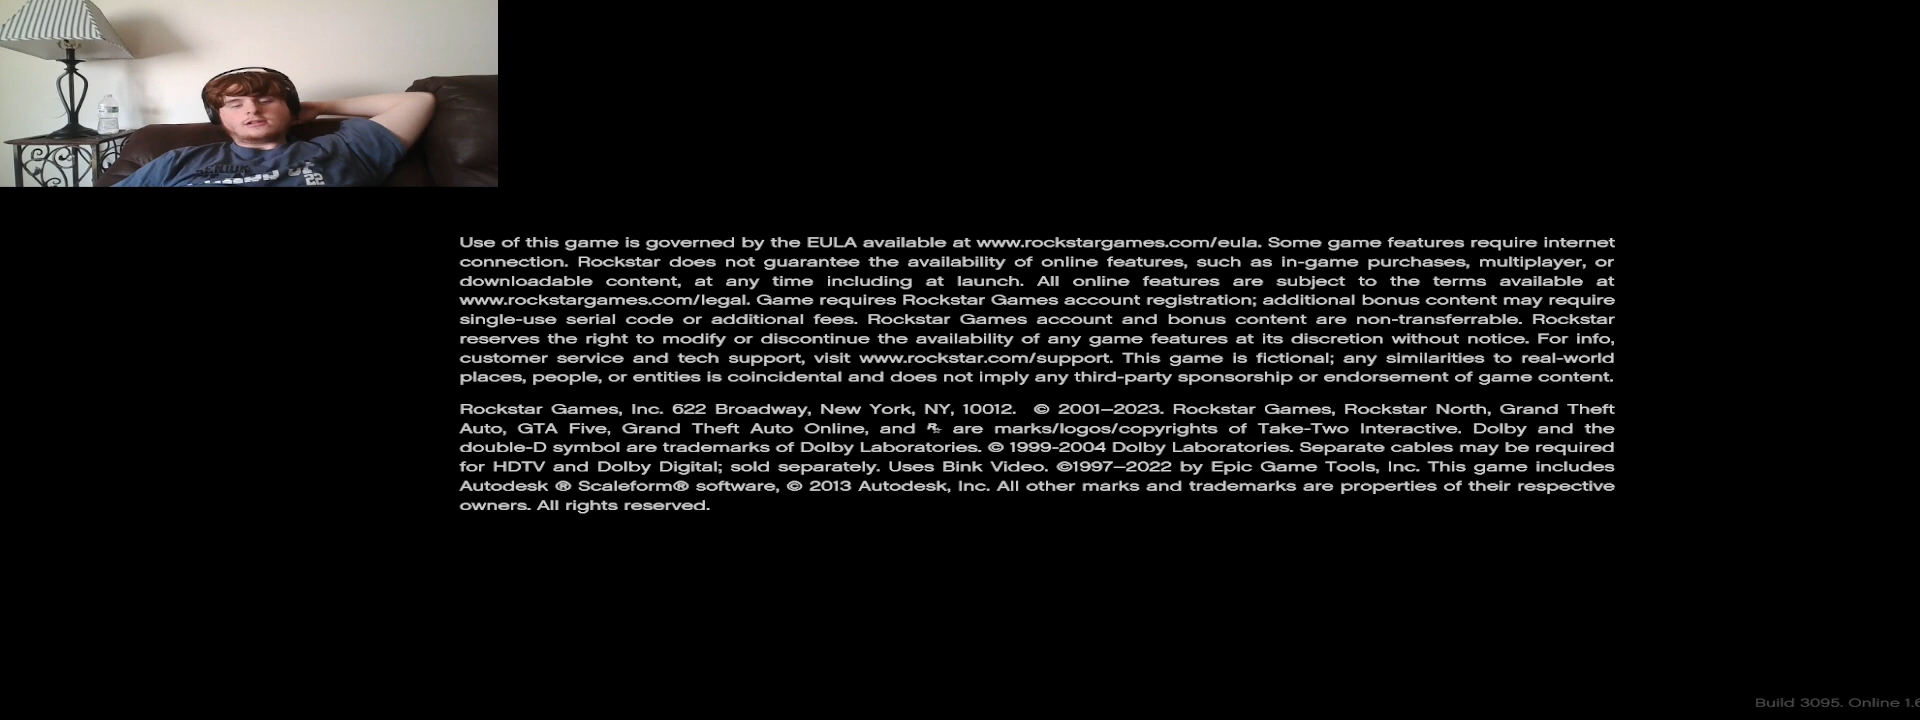 SENIOR
Use of this game is governed by the EULA available at www.rockstargames.com/eula. Some game features require internet
connection. Rockstar does not guarantee the availability of online features, such as in-game purchases, multiplayer, or
downloadable content, at any time including at launch. All online features are subject to the terms available at
www.rockstargames.com/legal. Game requires Rockstar Games account registration; additional bonus content may require
single-use serial code or additional fees. Rockstar Games account and bonus content are non-transferrable. Rockstar
reserves the right to modify or discontinue the availability of any game features at its discretion without notice. For info,
customer service and tech support, visit www.rockstar.com/support. This game is fictional; any similarities to real-world
places, people, or entities is coincidental and does not imply any third-party sponsorship or endorsement of game content.
Rockstar Games, Inc. 622 Broadway, New York, NY, 10012. © 2001–2023. Rockstar Games, Rockstar North, Grand Theft
Auto, GTA Five, Grand Theft Auto Online, and R* are marks/logos/copyrights of Take-Two Interactive. Dolby and the
double-D symbol are trademarks of Dolby Laboratories. © 1999-2004 Dolby Laboratories. Separate cables may be required
for HDTV and Dolby Digital; sold separately. Uses Bink Video. ©1997–2022 by Epic Game Tools, Inc. This game includes
Autodesk ® Scaleform® software, © 2013 Autodesk, Inc. All other marks and trademarks are properties of their respective
owners. All rights reserved.
Build 3095. Online 1.6